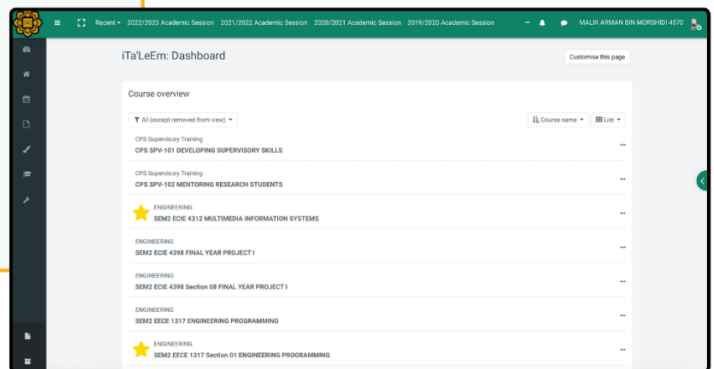 Recent 2022/2023 Academic Session 2021/2022 Academic Session 2020/2021 Academic Session 2019/2020 Academic Session MALIK ARMAN BIN MORSHIDI 4570
iTa'LeEm: Dashboard
Customise this page
Course overview
All (except removed from view)
Course name
List
CPS Supervisory Training
CPS SPV-101 DEVELOPING SUPERVISORY SKILLS
CPS Supervisory Training
CPS SPV-102 MENTORING RESEARCH STUDENTS
ENGINEERING
SEM2 ECIE 4312 MULTIMEDIA INFORMATION SYSTEMS
ENGINEERING
SEM2 ECIE 4398 FINAL YEAR PROJECT I
ENGINEERING
SEM2 ECIE 4398 Section 08 FINAL YEAR PROJECT I
ENGINEERING
SEM2 EECE 1317 ENGINEERING PROGRAMMING
ENGINEERING
SEM2 EECE 1317 Section 01 ENGINEERING PROGRAMMING